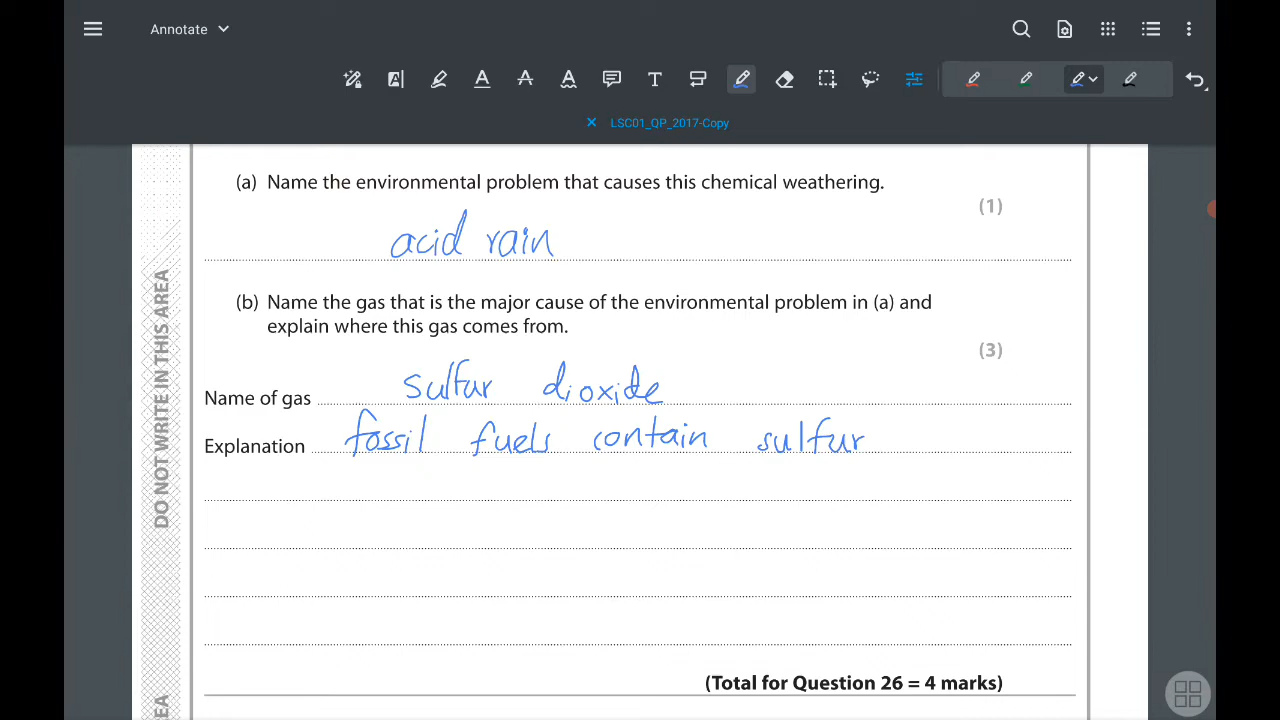 Annotate
LSC01_QP_2017-Copy
(a) Name the environmental problem that causes this chemical weathering.
(1)
acid rain
(b) Name the gas that is the major cause of the environmental problem in (a) and
explain where this gas comes from.
(3)
Name of gas sulfur dioxide
Explanation fossil fuels contain sulfur
(Total for Question 26 = 4 marks)
DO NOT WRITE IN THIS AREA